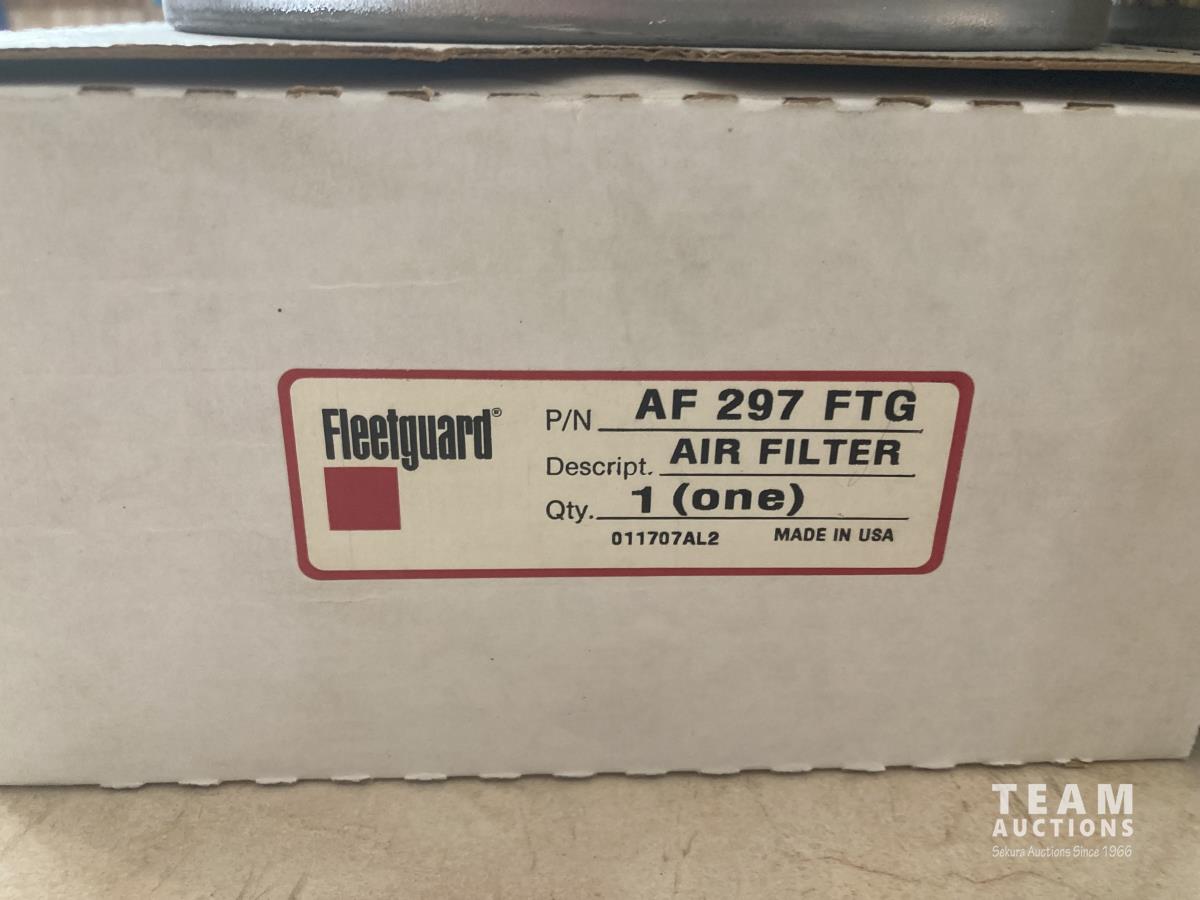 Fleetguard®
P/N AF 297 FTG
Descript. AIR FILTER
Qty. 1 (one)
011707AL2 MADE IN USA
TEAM
AUCTIONS
Sekura Auctions Since 1966